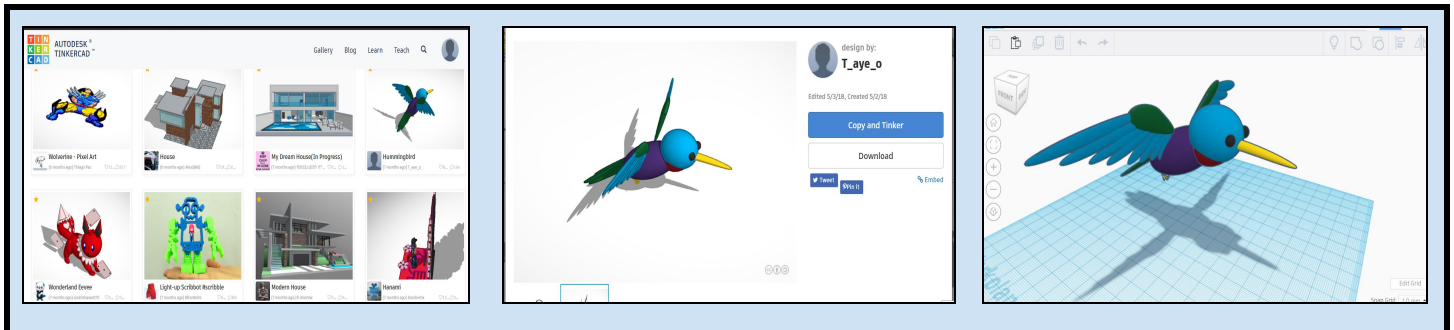 TIN
KER
CAD
AUTODESK®
TINKERCAD™
Gallery Blog Learn Teach
Wolverine - Pixel Art
House
My Dream House(In Progress)
Hummingbird
Wonderland Eevee
Light-up Scribbot #scribble
Modern House
Hanami
design by:
T_aye_o
Edited 5/3/18, Created 5/2/18
Copy and Tinker
Download
Tweet
Pin it
Embed
TOP
FRONT
Edit Grid
Snap Grid